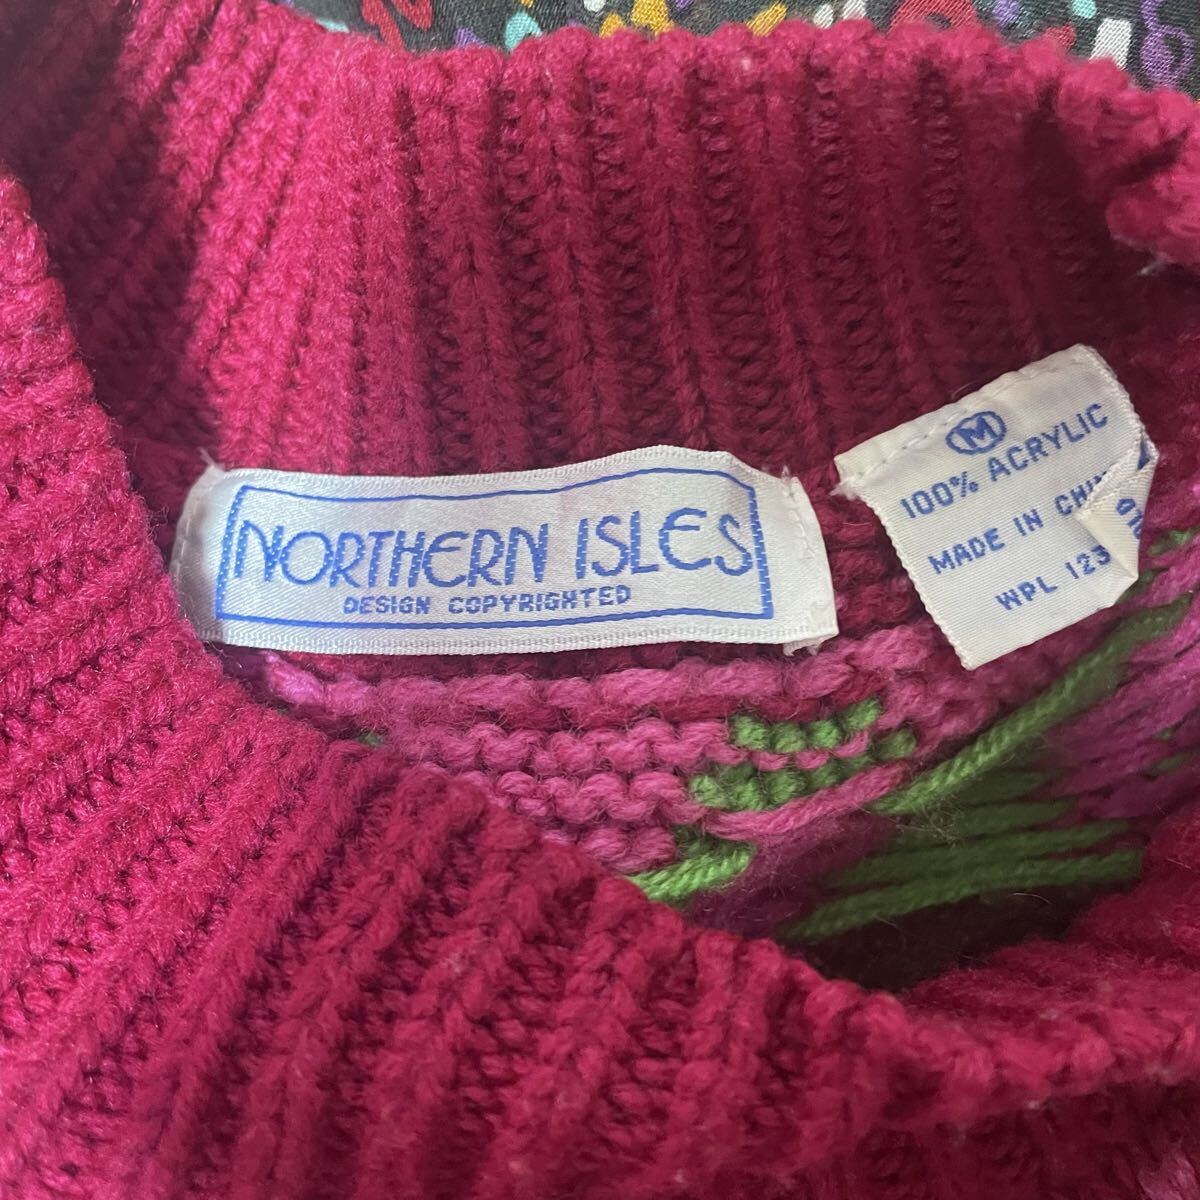 NORTHERN ISLES
DESIGN COPYRIGHTED
M
100% ACRYLIC
MADE IN CHIN
WPL 123